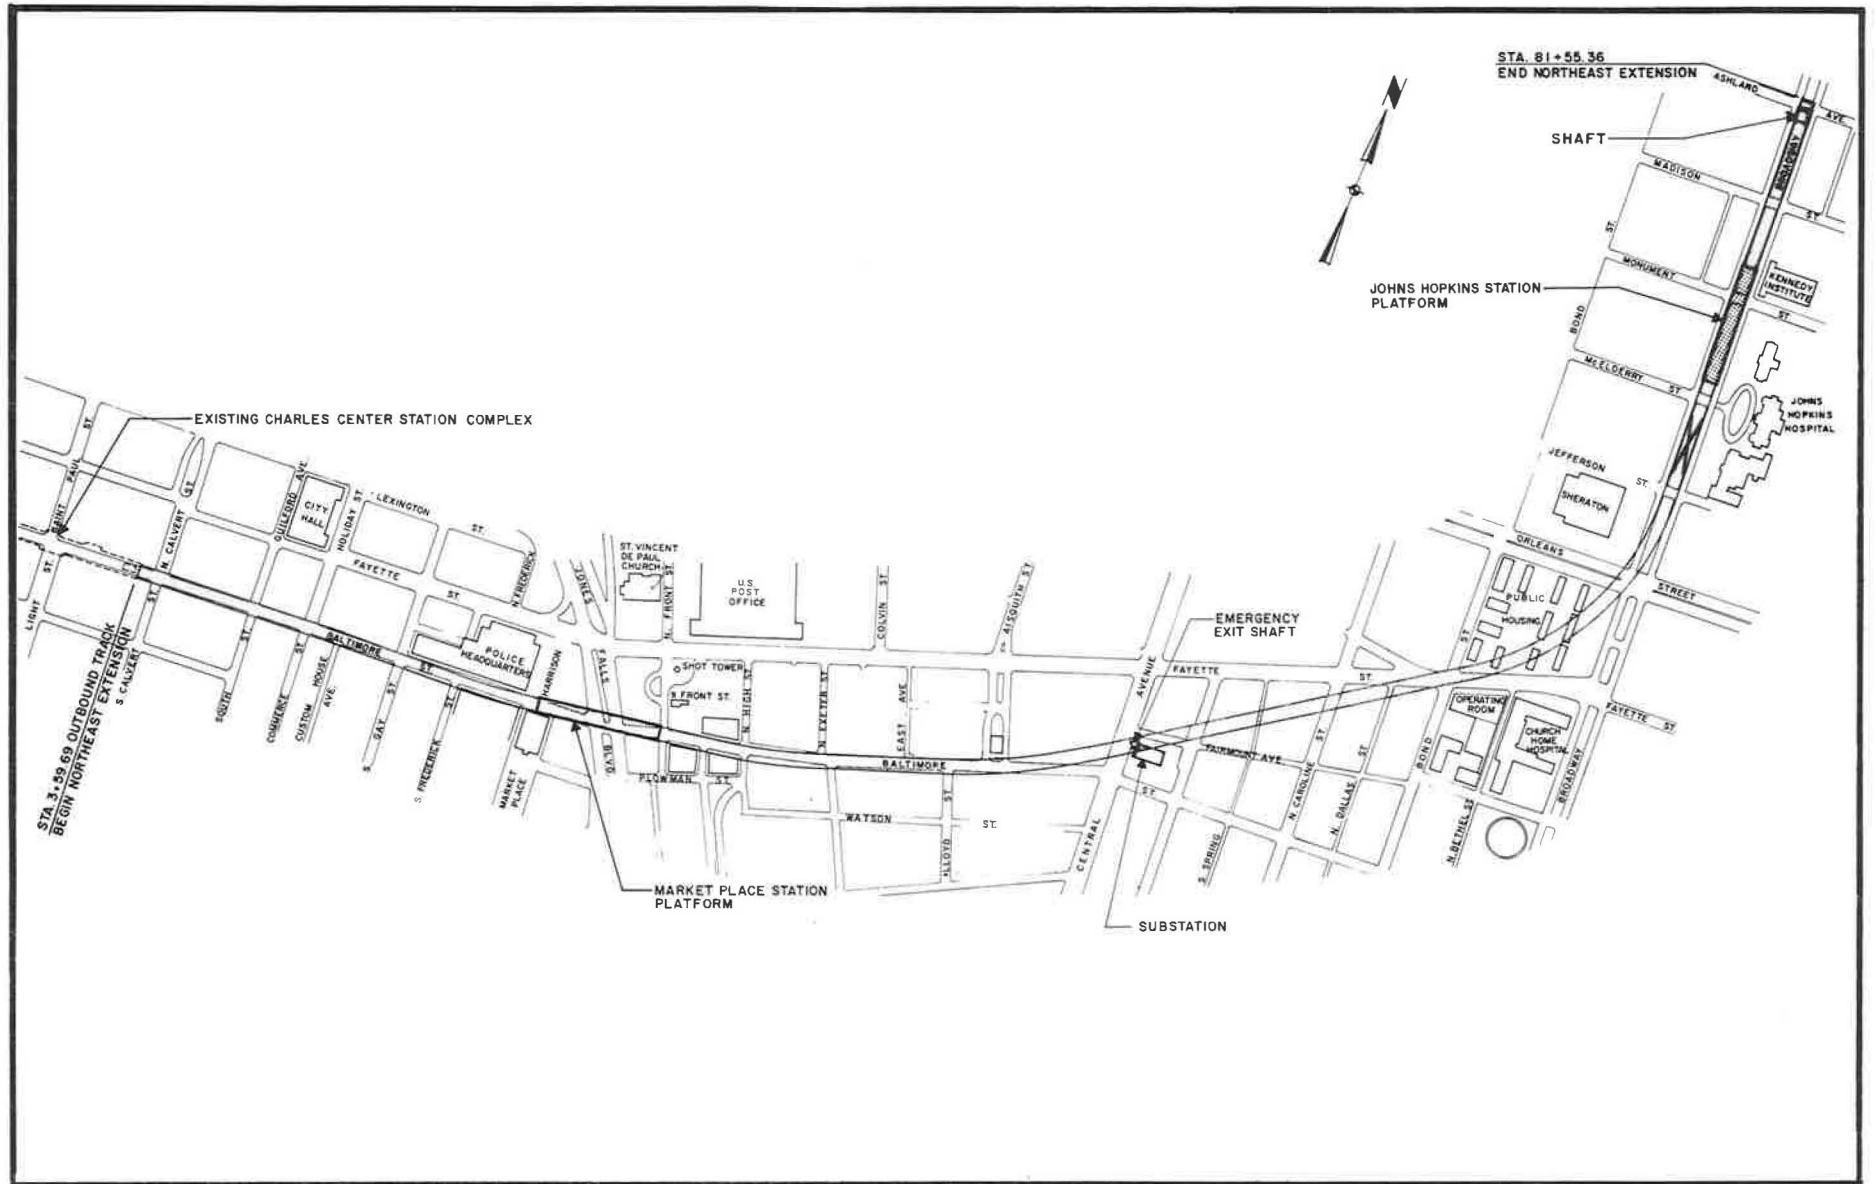 STA. 81+55.36
END NORTHEAST EXTENSION
ASHLAND
AVE.
SHAFT
BROADWAY
MADISON
ST.
ST.
MONUMENT
KENNEDY
INSTITUTE
ST.
JOHNS HOPKINS STATION
PLATFORM
BOND
McELDERRY
ST.
JOHNS
HOPKINS
HOSPITAL
JEFFERSON
ST.
SHERATON
ORLEANS
STREET
PUBLIC
HOUSING
ST.
EXISTING CHARLES CENTER STATION COMPLEX
SAINT PAUL ST
LIGHT ST.
N. CALVERT ST.
GUILFORD AVE.
CITY
HALL
HOLIDAY ST.
LEXINGTON
ST.
FAYETTE
ST.
N. FREDERICK
JONES
FALLS
BLVD
ST. VINCENT
DE PAUL
CHURCH
N. FRONT ST.
U.S.
POST
OFFICE
COLVIN ST
AISQUITH ST
EMERGENCY
EXIT SHAFT
STA. 3+59.69 OUTBOUND TRACK
BEGIN NORTHEAST EXTENSION
S. CALVERT
ST.
SOUTH
ST.
COMMERCE
ST.
CUSTOM HOUSE
AVE.
BALTIMORE
ST.
S. GAY ST.
S. FREDERICK
ST.
POLICE
HEADQUARTERS
HARRISON
MARKET
PLACE
SHOT TOWER
9 FRONT ST.
N HIGH ST
N EXETER ST
EAST AVE
PLOWMAN
ST.
BALTIMORE
ST.
WATSON
ST.
LLOYD
ST
CENTRAL
AVENUE
FAYETTE
ST.
FAIRMOUNT AVE.
S. SPRING
N. CAROLINE
ST
N. DALLAS
ST
BOND
OPERATING
ROOM
CHURCH
HOME
HOSPITAL
N. BETHEL ST
BROADWAY
FAYETTE ST
MARKET PLACE STATION
PLATFORM
SUBSTATION